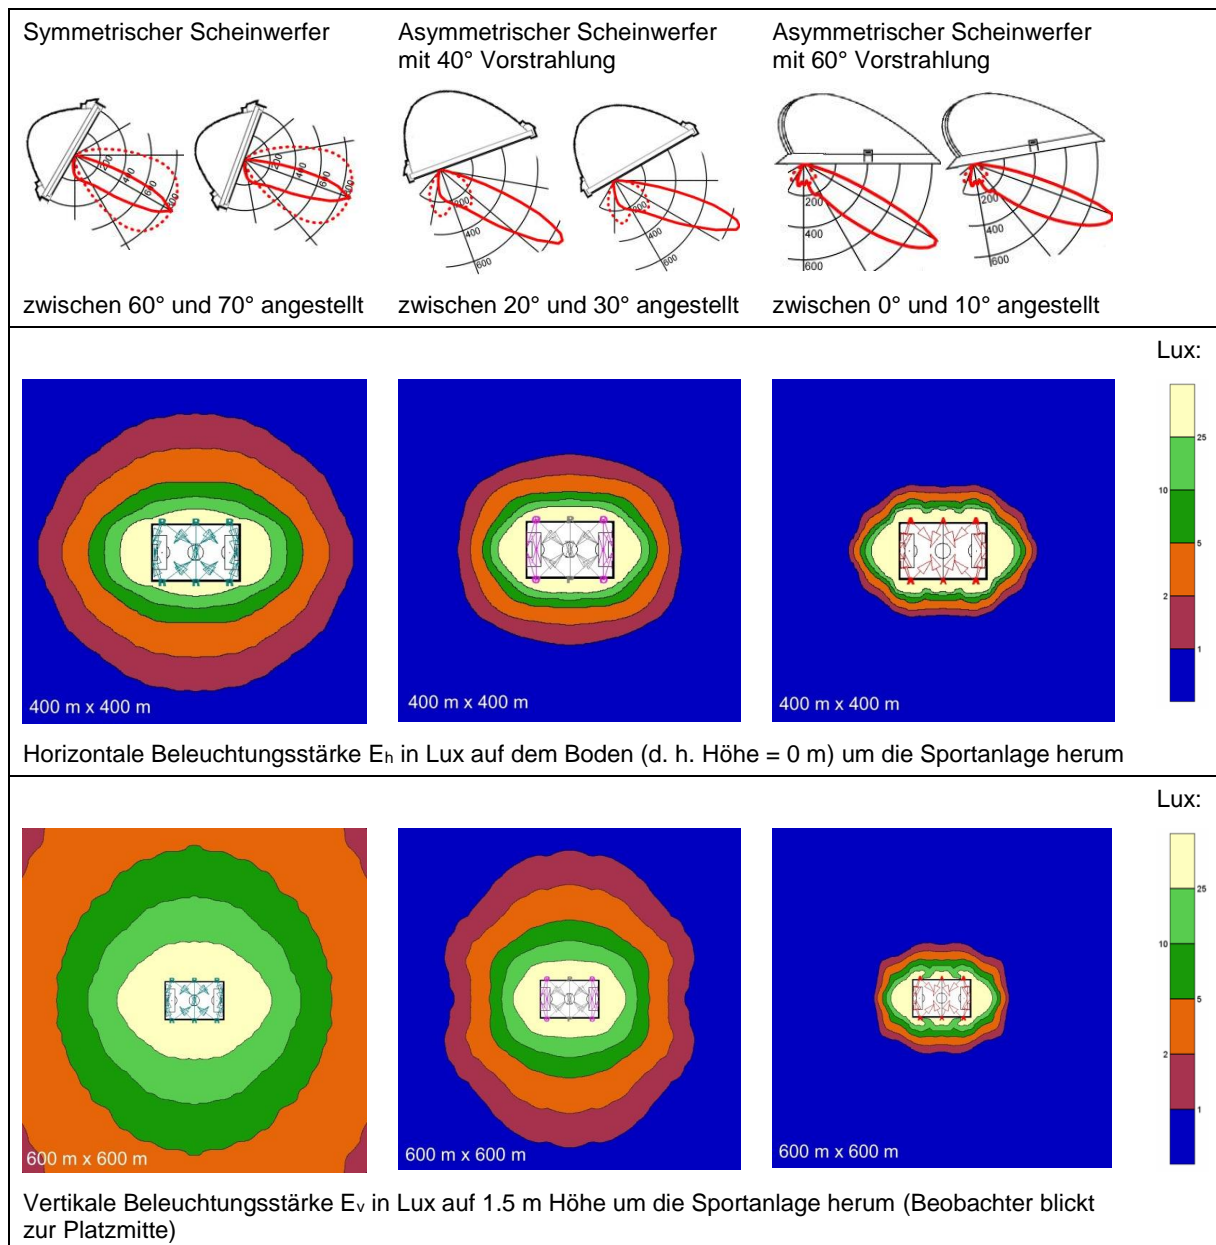 Symmetrischer Scheinwerfer
Asymmetrischer Scheinwerfer
mit 40° Vorstrahlung
Asymmetrischer Scheinwerfer
mit 60° Vorstrahlung
200
400
600
800
200
400
600
800
200
400
600
200
200
400
600
200
400
zwischen 60° und 70° angestellt
zwischen 20° und 30° angestellt
zwischen 0° und 10° angestellt
Lux:
25
10
5
2
1
400 m x 400 m
400 m x 400 m
400 m x 400 m
Horizontale Beleuchtungsstärke Eh in Lux auf dem Boden (d. h. Höhe = 0 m) um die Sportanlage herum
Lux:
25
10
5
2
1
600 m x 600 m
600 m x 600 m
600 m x 600 m
Vertikale Beleuchtungsstärke Ev in Lux auf 1.5 m Höhe um die Sportanlage herum (Beobachter blickt
zur Platzmitte)